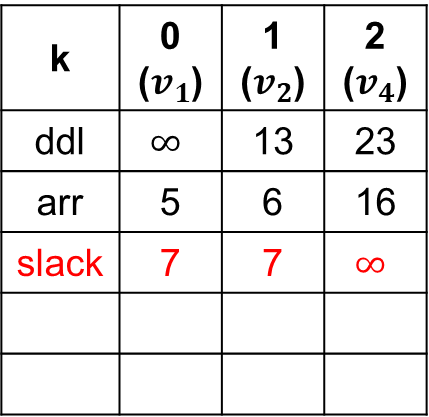 k 0 1 2
(v₁) (v₂) (v₄)
ddl ∞ 13 23
arr 5 6 16
slack 7 7 ∞